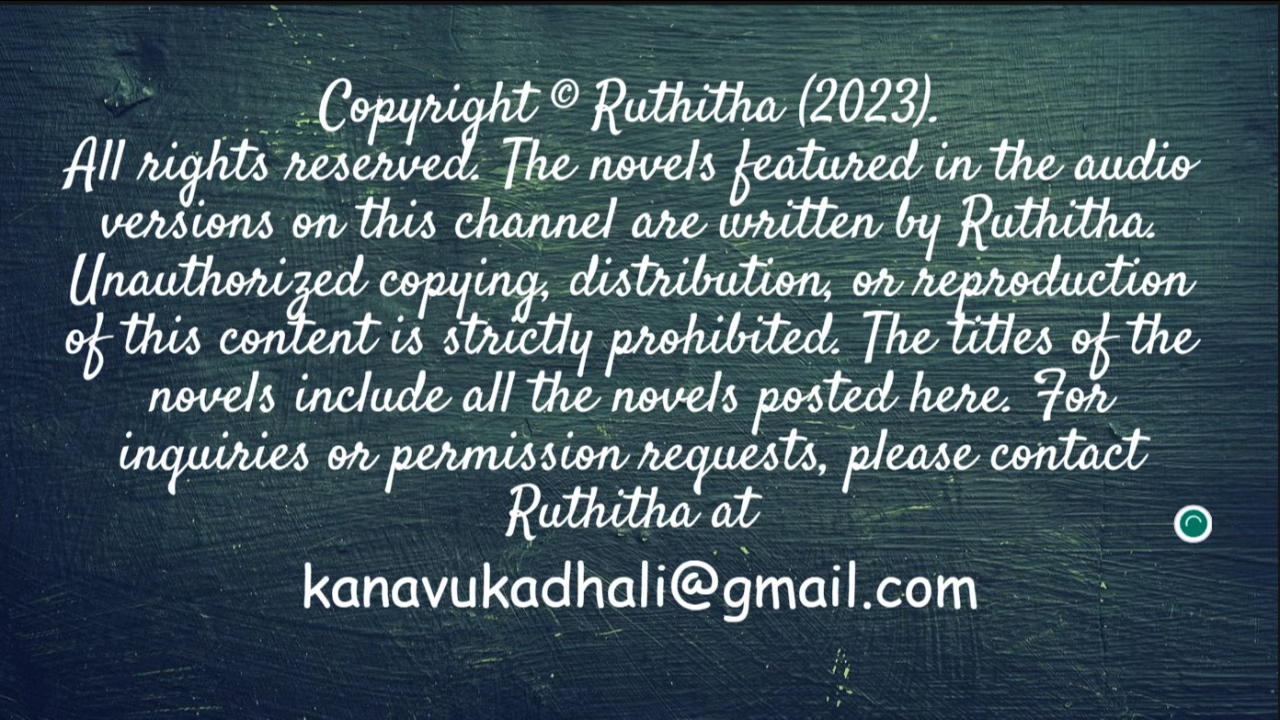 Copyright © Ruthitha (2023).
All rights reserved. The novels featured in the audio
versions on this channel are written by Ruthitha.
Unauthorized copying, distribution, or reproduction
of this content is strictly prohibited. The titles of the
novels include all the novels posted here. For
inquiries or permission requests, please contact
Ruthitha at
kanavukadhali@gmail.com